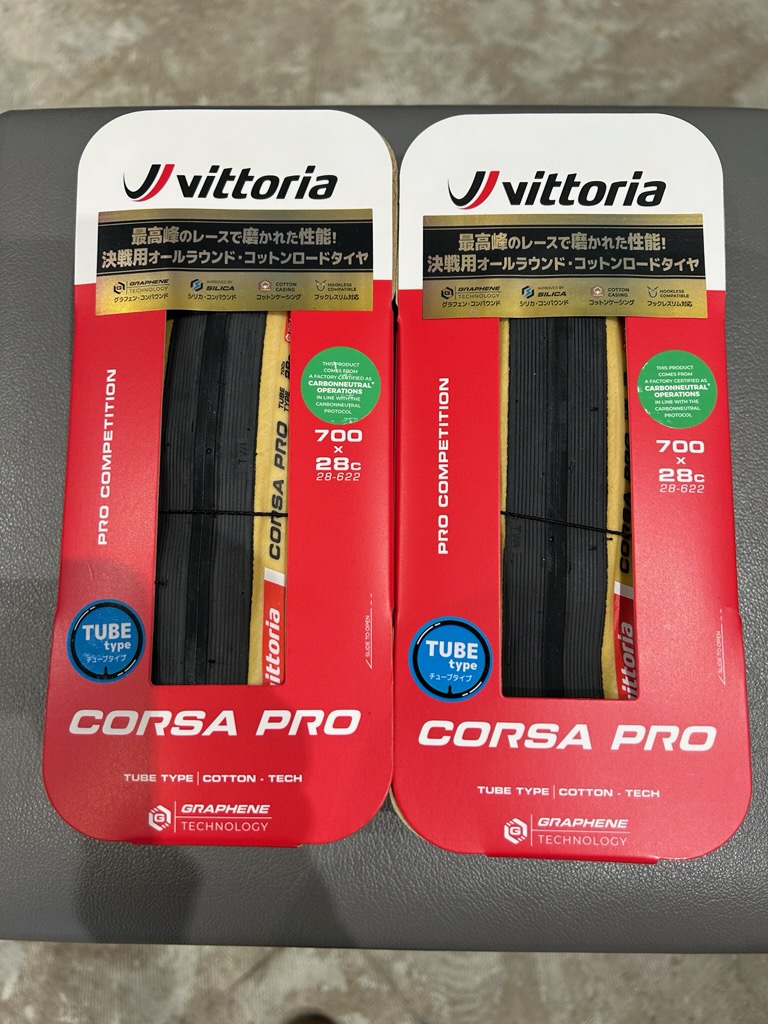 vittoria
最高峰のレースで磨かれた性能!
決戦用オールラウンド・コットンロードタイヤ
GRAPHENE TECHNOLOGY
グラフェン・コンパウンド
IMPROVED BY SILICA
シリカ・コンパウンド
COTTON CASING
コットンケーシング
HOOKLESS COMPATIBLE
フックレスリム対応
PRO COMPETITION
TWI
CORSA PRO TUBE TYPE
vittoria
THIS PRODUCT
COMES FROM
A FACTORY CERTIFIED AS
CARBONNEUTRAL®
OPERATIONS
IN LINE WITH THE
CARBONNEUTRAL
PROTOCOL
700
x
28c
28-622
SLIDE TO OPEN
TUBE
type
チューブタイプ
CORSA PRO
TUBE TYPE | COTTON - TECH
G GRAPHENE
TECHNOLOGY
vittoria
最高峰のレースで磨かれた性能!
決戦用オールラウンド・コットンロードタイヤ
GRAPHENE TECHNOLOGY
グラフェン・コンパウンド
IMPROVED BY SILICA
シリカ・コンパウンド
COTTON CASING
コットンケーシング
HOOKLESS COMPATIBLE
フックレスリム対応
PRO COMPETITION
CORSA PRO
vittoria
THIS PRODUCT
COMES FROM
A FACTORY CERTIFIED AS
CARBONNEUTRAL®
OPERATIONS
IN LINE WITH THE
CARBONNEUTRAL
PROTOCOL
700
x
28c
28-622
SLIDE TO OPEN
TUBE
type
チューブタイプ
CORSA PRO
TUBE TYPE | COTTON - TECH
G GRAPHENE
TECHNOLOGY